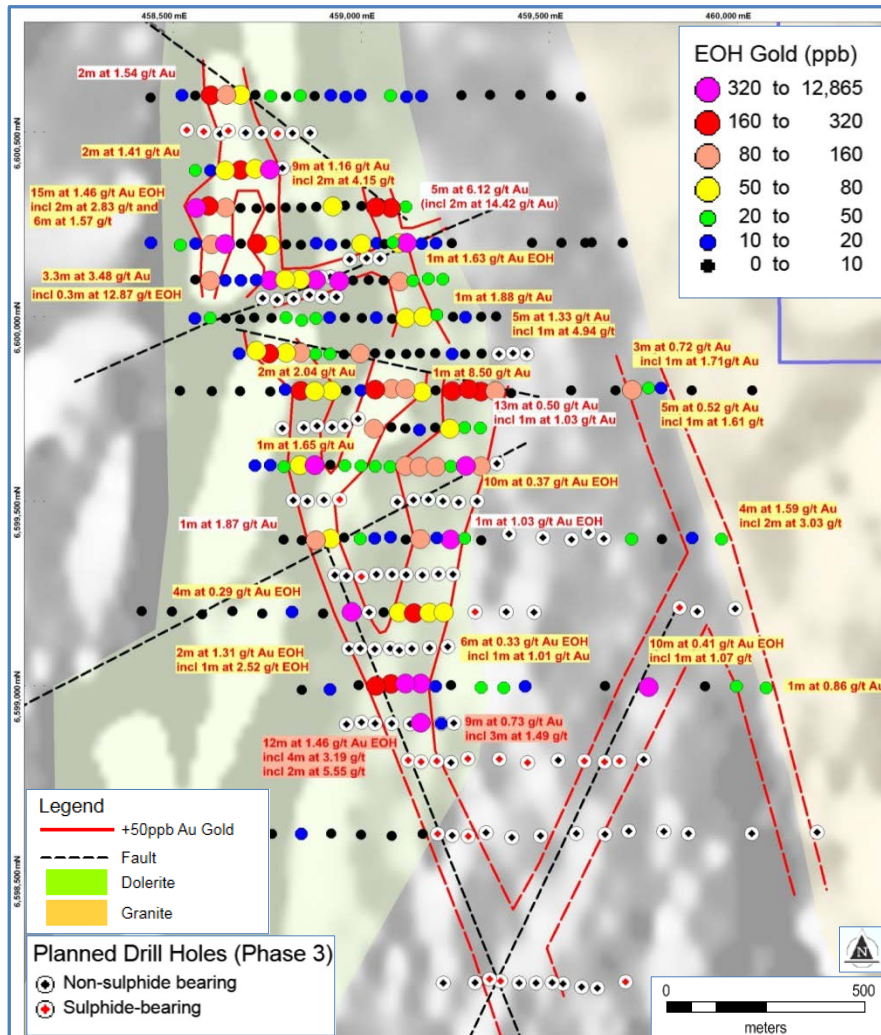 458,500 mE
459,000 mE
459,500 mE
460,000 mE
6,600,500 mN
6,600,000 mN
6,599,500 mN
6,599,000 mN
6,598,500 mN
EOH Gold (ppb)
320 to 12,865
160 to 320
80 to 160
50 to 80
20 to 50
10 to 20
0 to 10
2m at 1.54 g/t Au
2m at 1.41 g/t Au
9m at 1.16 g/t Au
incl 2m at 4.15 g/t
15m at 1.46 g/t Au EOH
incl 2m at 2.83 g/t and
6m at 1.57 g/t
5m at 6.12 g/t Au
(incl 2m at 14.42 g/t Au)
1m at 1.63 g/t Au EOH
3.3m at 3.48 g/t Au
incl 0.3m at 12.87 g/t EOH
1m at 1.88 g/t Au
5m at 1.33 g/t Au
incl 1m at 4.94 g/t
3m at 0.72 g/t Au
incl 1m at 1.71g/t Au
2m at 2.04 g/t Au
1m at 8.50 g/t Au
13m at 0.50 g/t Au
incl 1m at 1.03 g/t Au
5m at 0.52 g/t Au
incl 1m at 1.61 g/t
1m at 1.65 g/t Au
10m at 0.37 g/t Au EOH
4m at 1.59 g/t Au
incl 2m at 3.03 g/t
1m at 1.87 g/t Au
1m at 1.03 g/t Au EOH
4m at 0.29 g/t Au EOH
2m at 1.31 g/t Au EOH
incl 1m at 2.52 g/t EOH
6m at 0.33 g/t Au EOH
incl 1m at 1.01 g/t Au
10m at 0.41 g/t Au EOH
incl 1m at 1.07 g/t
1m at 0.86 g/t Au
9m at 0.73 g/t Au
incl 3m at 1.49 g/t
12m at 1.46 g/t Au EOH
incl 4m at 3.19 g/t
incl 2m at 5.55 g/t
Legend
+50ppb Au Gold
Fault
Dolerite
Granite
Planned Drill Holes (Phase 3)
Non-sulphide bearing
Sulphide-bearing
N
0 500
meters